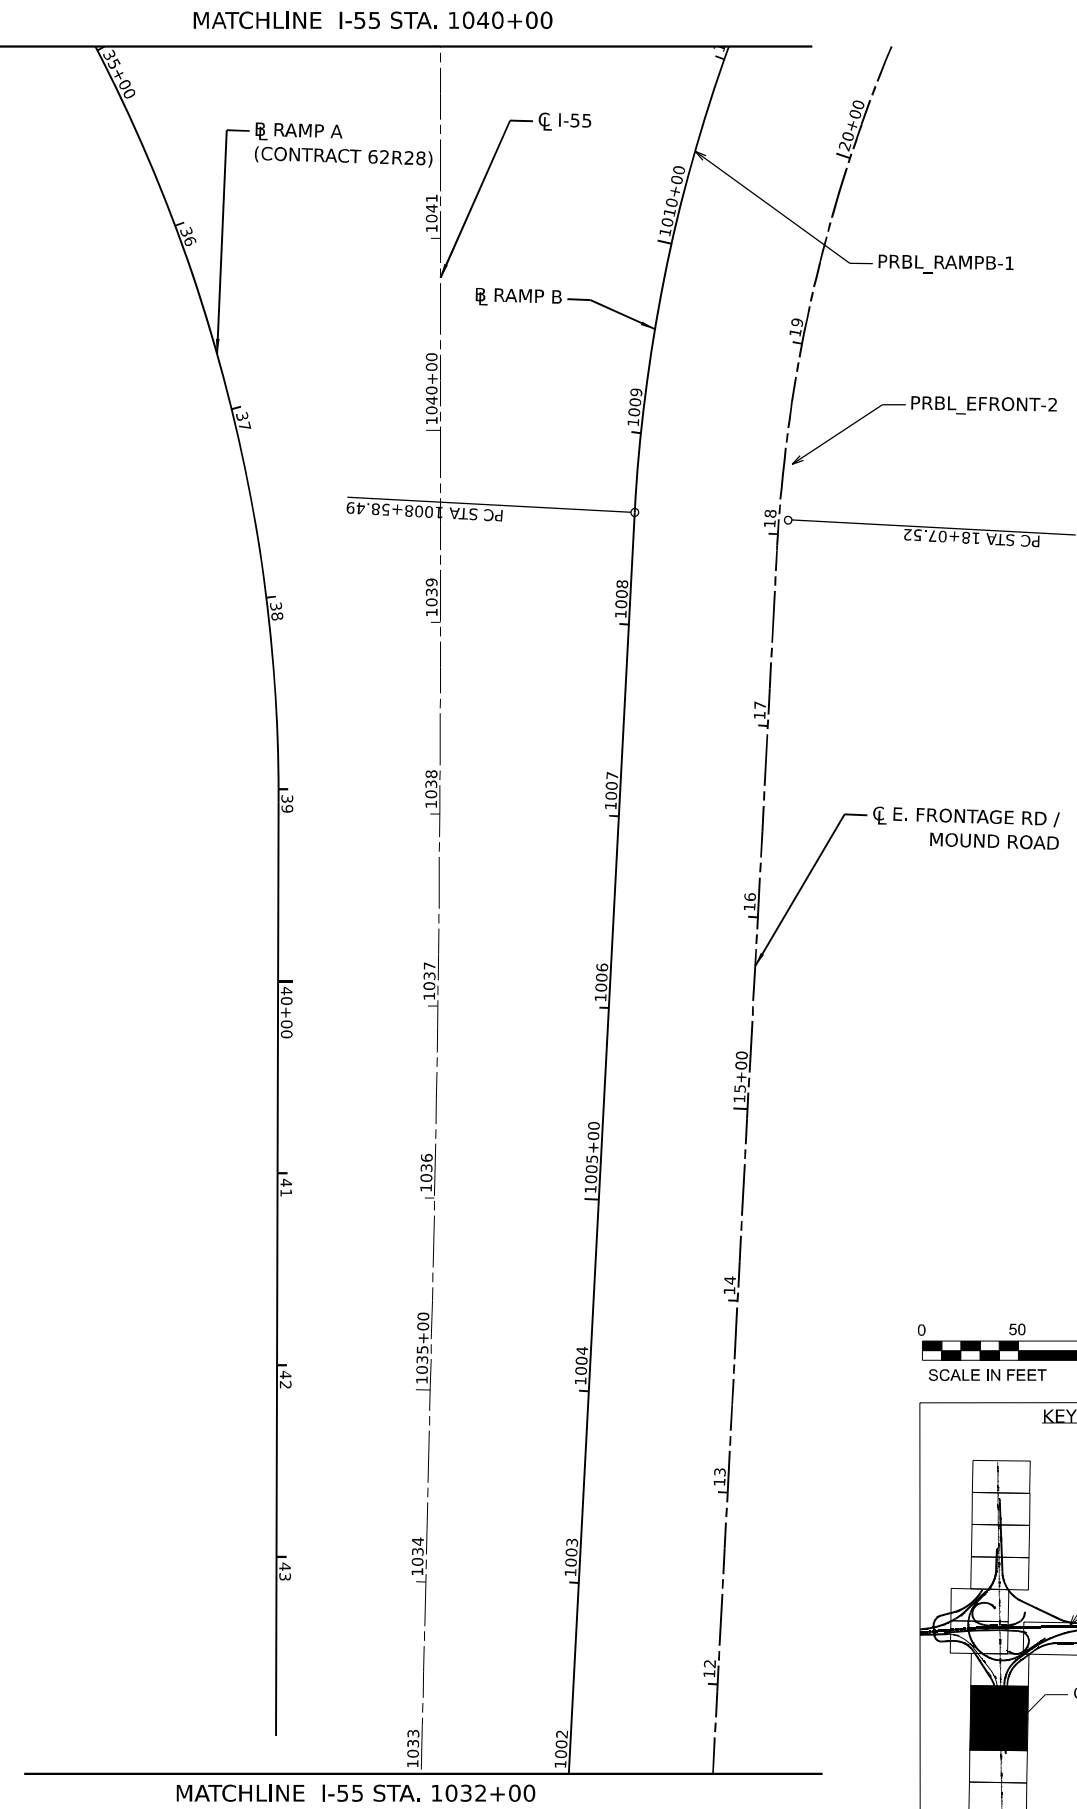 MATCHLINE I-55 STA. 1040+00
35+00
1
20+00
℄ I-55
BL RAMP A
(CONTRACT 62R28)
1041
1010+00
36
PRBL_RAMPB-1
BL RAMP B
19
1040+00
1009
37
PRBL_EFRONT-2
PC STA 1008+58.49
18
PC STA 18+07.52
1039
1008
38
17
1038
1007
39
℄ E. FRONTAGE RD /
MOUND ROAD
16
1037
1006
40+00
15+00
1036
1005+00
41
14
0 50
SCALE IN FEET
1035+00
1004
42
KEY
13
1034
1003
43
12
1033
1002
MATCHLINE I-55 STA. 1032+00